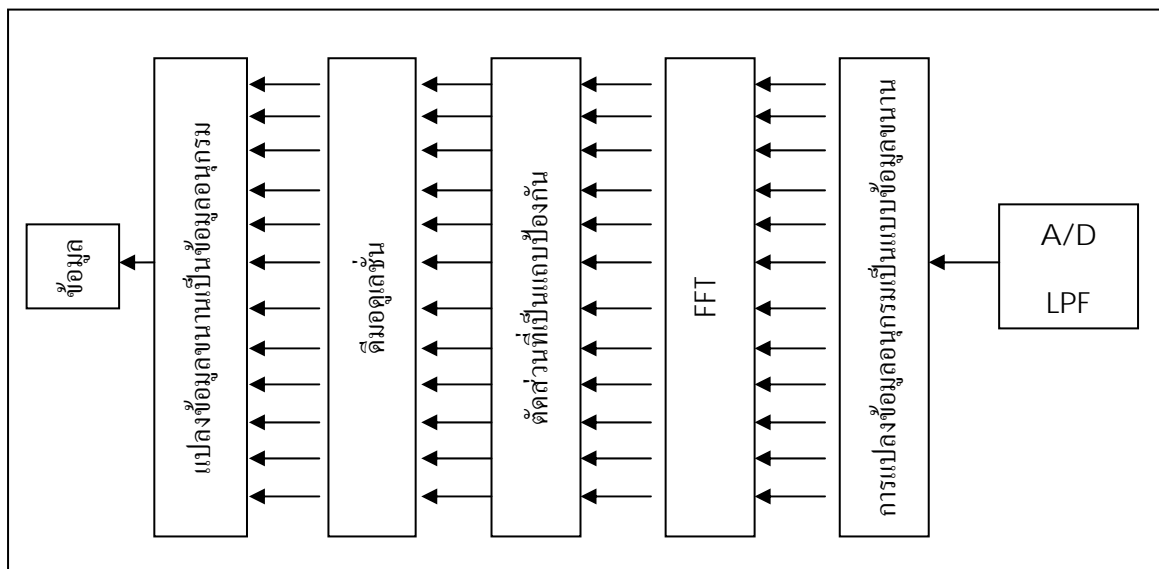 ข้อมูล
แปลงข้อมูลขนานเป็นข้อมูลอนุกรม
ดีมอดูเลชั่น
ตัดส่วนที่เป็นแถบป้องกัน
FFT
การแปลงข้อมูลอนุกรมเป็นแบบข้อมูลขนาน
A/D
LPF